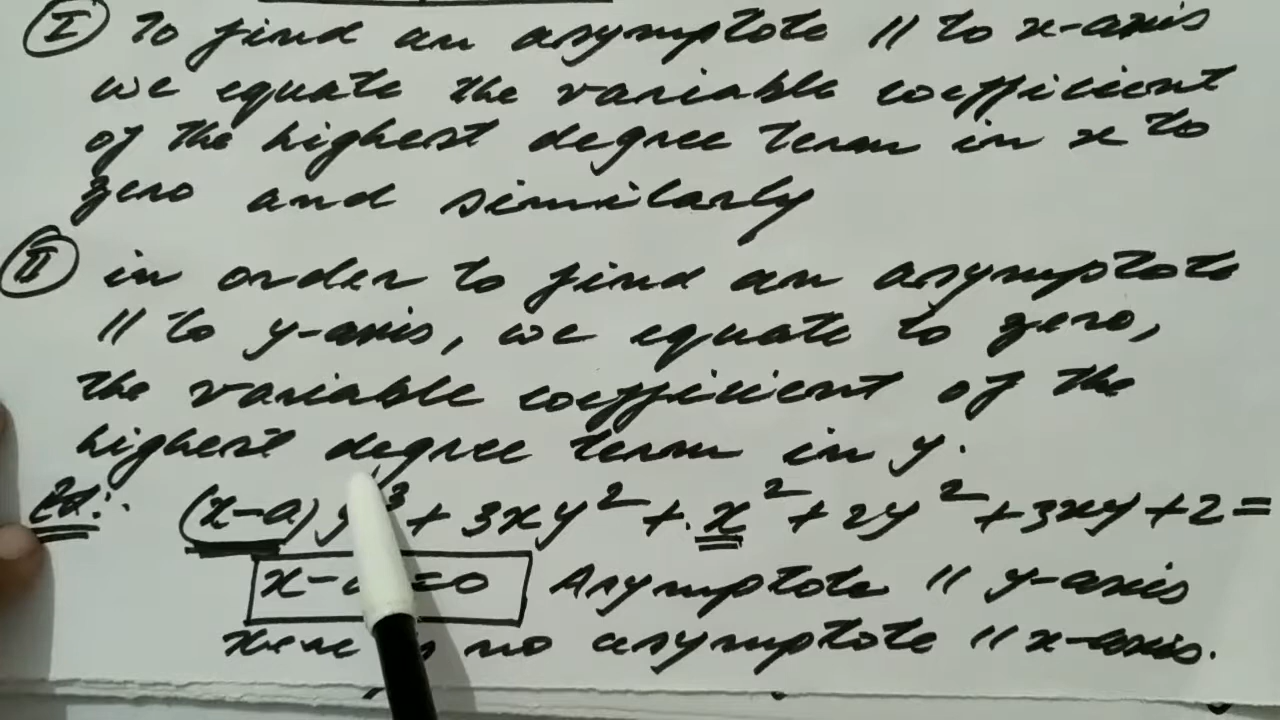 I To find an asymptote || to x-axis
we equate the variable coefficient
of the highest degree term in x to
zero and similarly
II in order to find an asymptote
|| to y-axis, we equate to zero,
the variable coefficient of the
highest degree term in y.
Ex:. (x-a)y³ + 3xy² + x² + 2y² + 3xy + 2 =
x- =0 Asymptote || y-axis
no asymptote || x-axis.